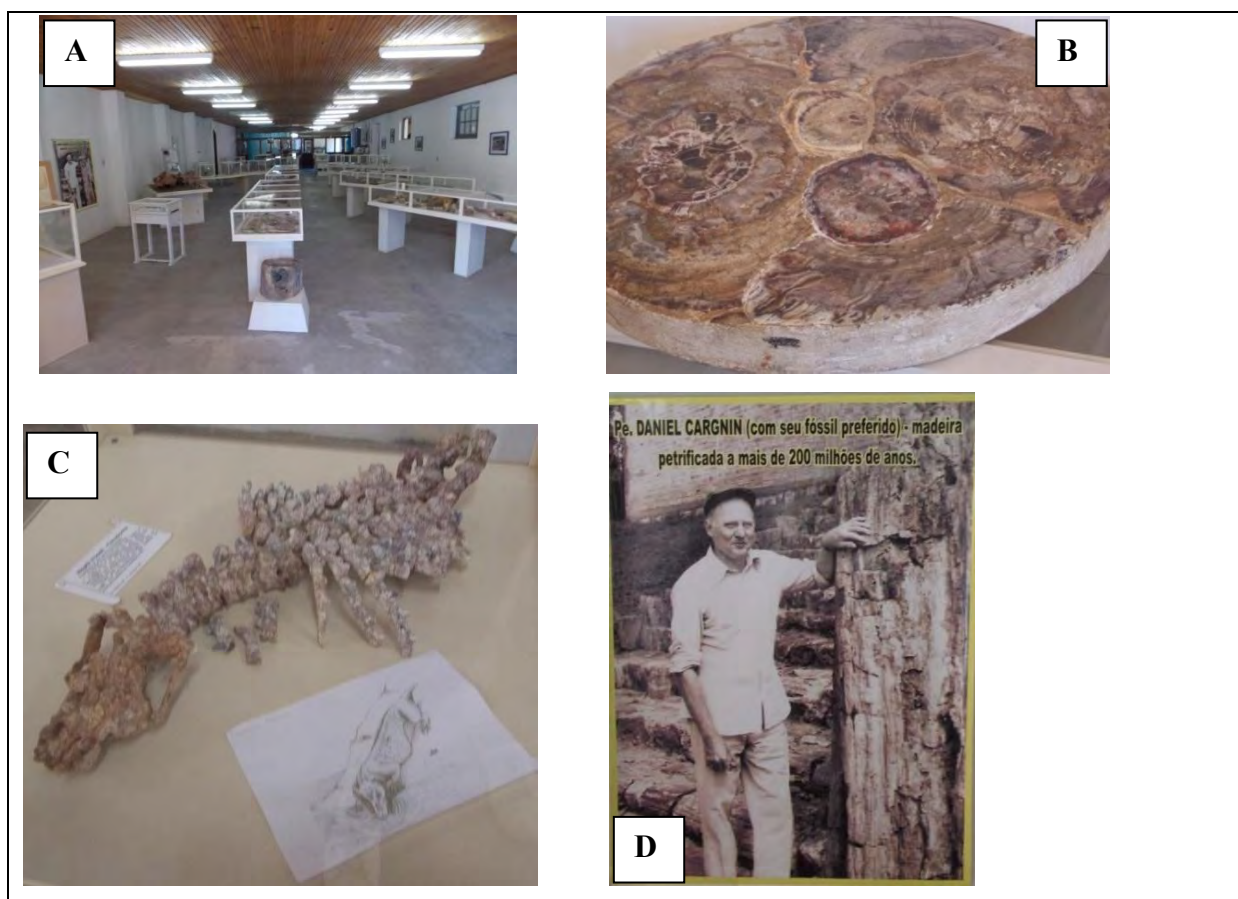 A
B
C
Pe. DANIEL CARGNIN (com seu fóssil preferido) - madeira
petrificada a mais de 200 milhões de anos.
D